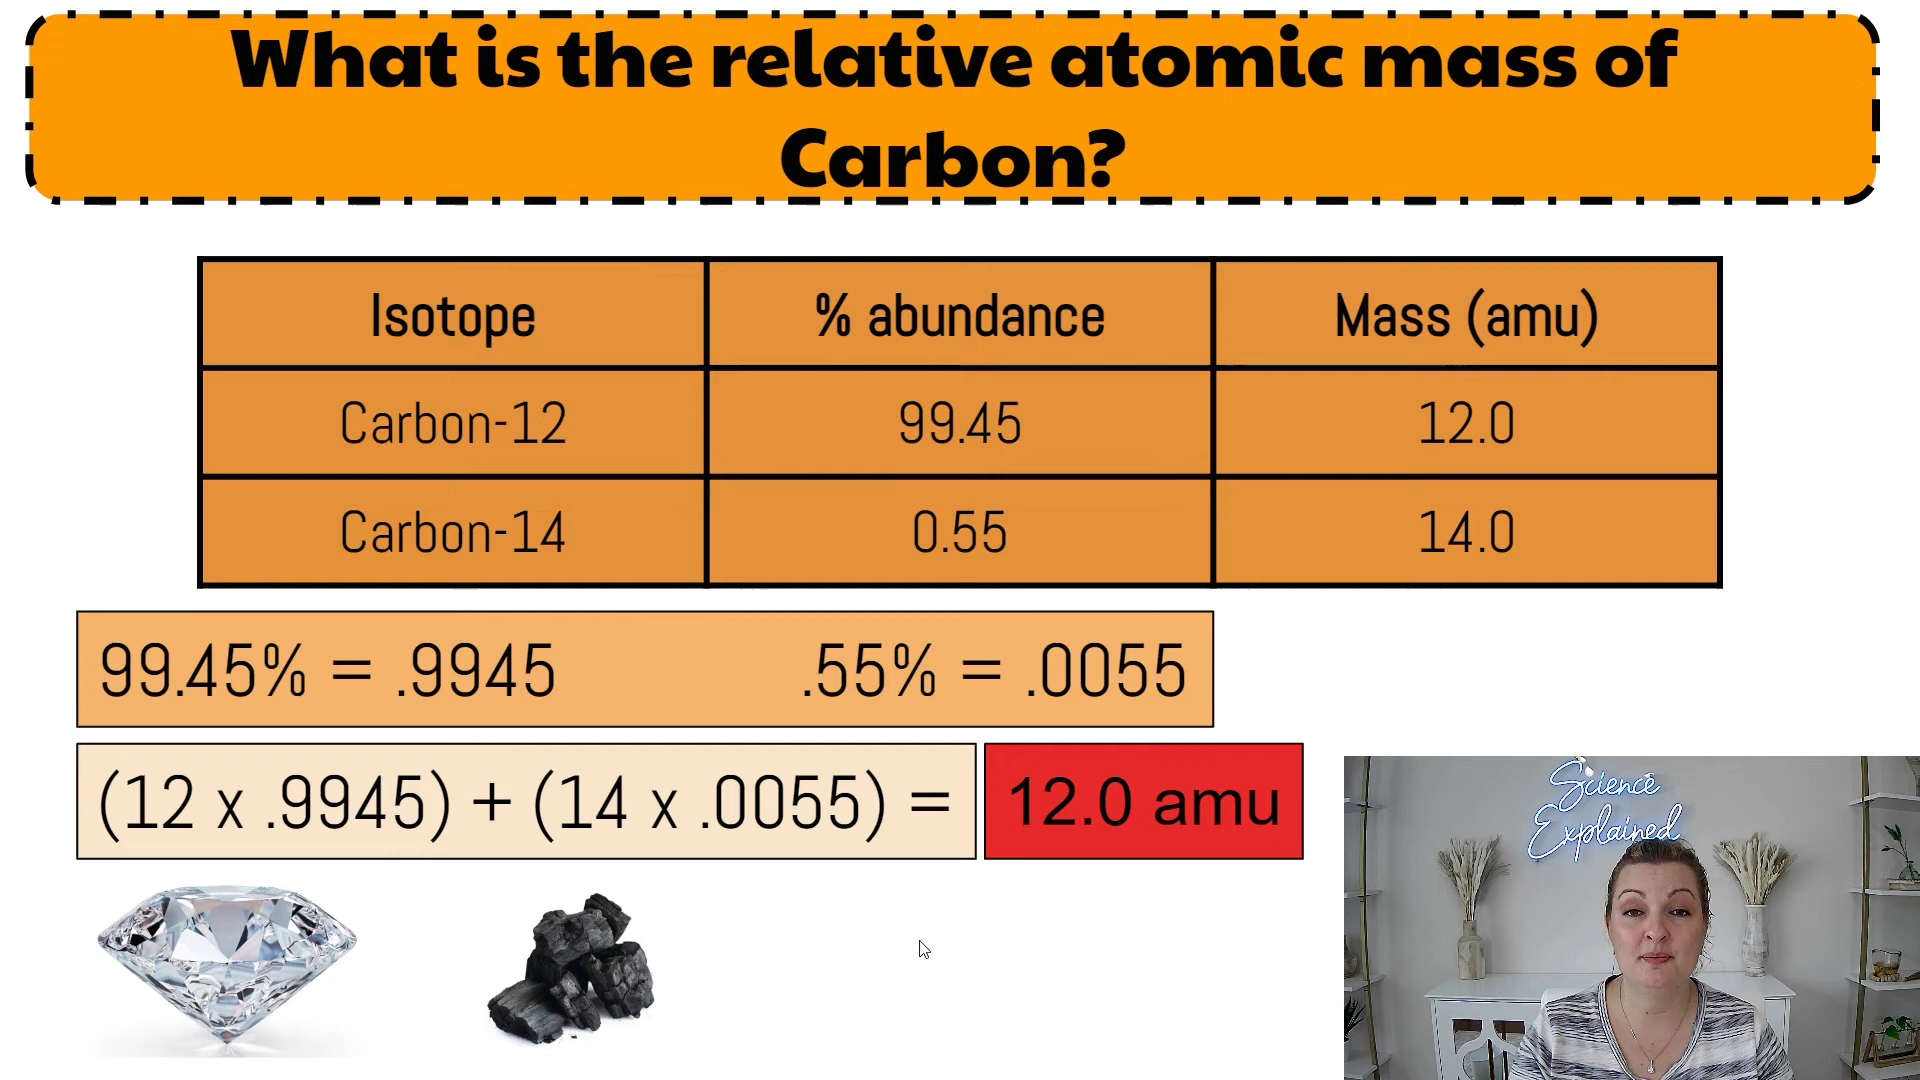 What is the relative atomic mass of
Carbon?
Isotope % abundance Mass (amu)
Carbon-12 99.45 12.0
Carbon-14 0.55 14.0
99.45% = .9945 .55% = .0055
(12 x .9945) + (14 x .0055) = 12.0 amu
Science
Explained